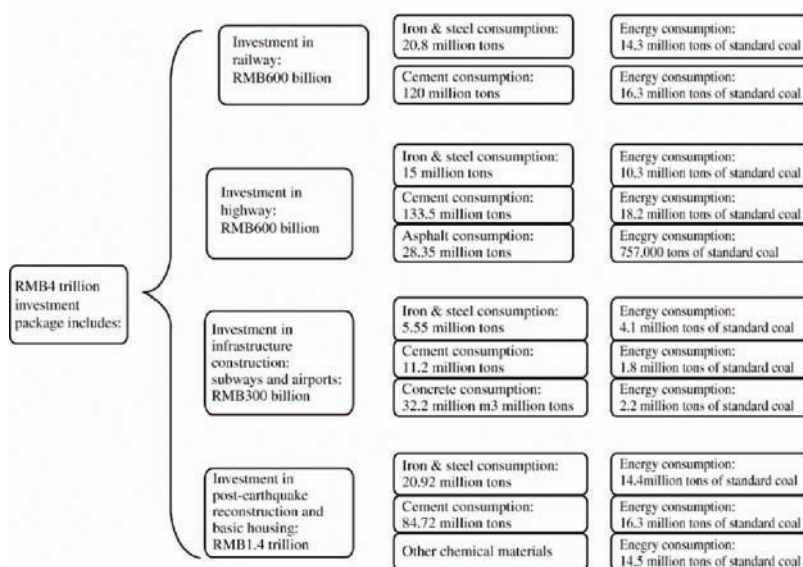 RMB4 trillion
investment
package includes:
Investment in
railway:
RMB600 billion
Iron & steel consumption:
20.8 million tons
Energy consumption:
14.3 million tons of standard coal
Cement consumption:
120 million tons
Energy consumption:
16.3 million tons of standard coal
Investment in
highway:
RMB600 billion
Iron & steel consumption:
15 million tons
Energy consumption:
10.3 million tons of standard coal
Cement consumption:
133.5 million tons
Energy consumption:
18.2 million tons of standard coal
Asphalt consumption:
28.35 million tons
Enegry consumption:
757,000 tons of standard coal
Investment in
infrastructure
construction:
subways and airports:
RMB300 billion
Iron & steel consumption:
5.55 million tons
Energy consumption:
4.1 million tons of standard coal
Cement consumption:
11.2 million tons
Energy consumption:
1.8 million tons of standard coal
Concrete consumption:
32.2 million m3 million tons
Energy consumption:
2.2 million tons of standard coal
Investment in
post-earthquake
reconstruction and
basic housing:
RMB1.4 trillion
Iron & steel consumption:
20.92 million tons
Energy consumption:
14.4million tons of standard coal
Cement consumption:
84.72 million tons
Energy consumption:
16.3 million tons of standard coal
Other chemical materials
Enegry consumption:
14.5 million tons of standard coal